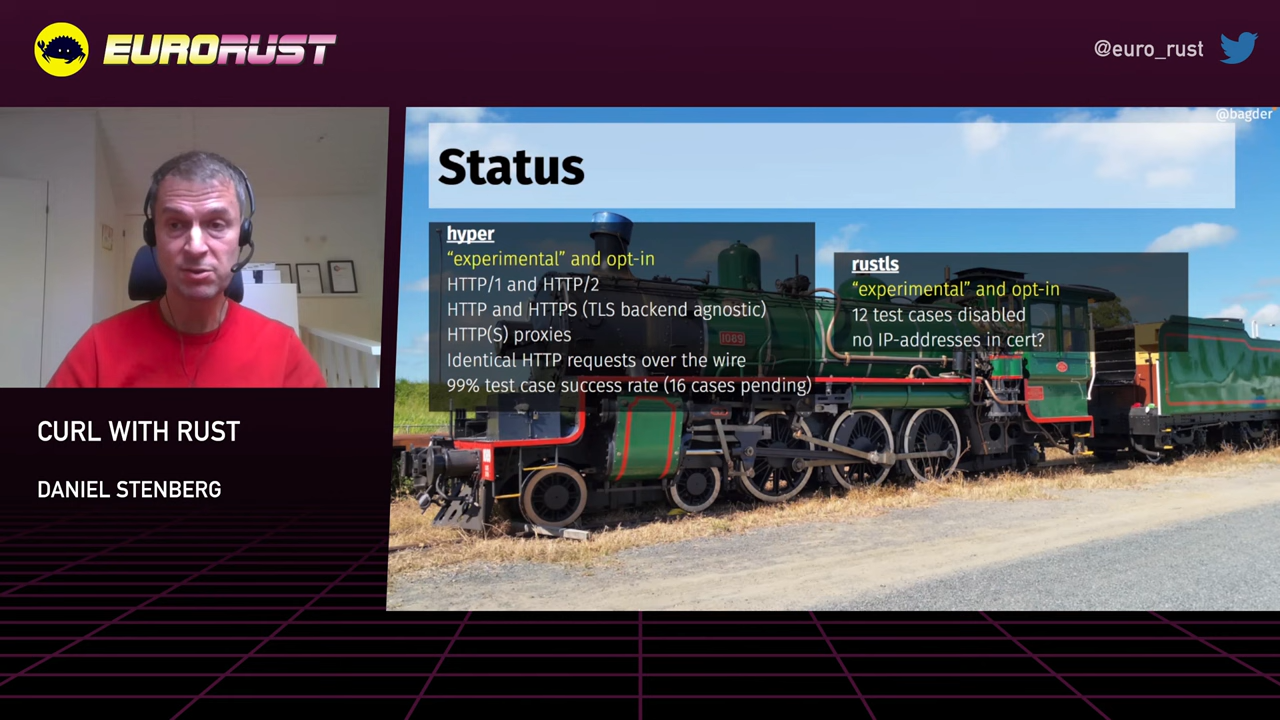 EURORUST
@euro_rust
@bagder
Status
hyper
“experimental” and opt-in
HTTP/1 and HTTP/2
HTTP and HTTPS (TLS backend agnostic)
HTTP(S) proxies
Identical HTTP requests over the wire
99% test case success rate (16 cases pending)
rustls
“experimental” and opt-in
12 test cases disabled
no IP-addresses in cert?
1089
CURL WITH RUST
DANIEL STENBERG